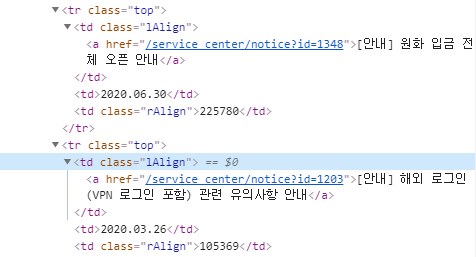 ▼<tr class="top">
▼<td class="lAlign">
<a href="/service_center/notice?id=1348">[안내] 원화 입금 전
체 오픈 안내</a>
</td>
<td>2020.06.30</td>
<td class="rAlign">225780</td>
</tr>
▼<tr class="top">
▼<td class="lAlign"> == $0
<a href="/service_center/notice?id=1203">[안내] 해외 로그인
(VPN 로그인 포함) 관련 유의사항 안내</a>
</td>
<td>2020.03.26</td>
<td class="rAlign">105369</td>